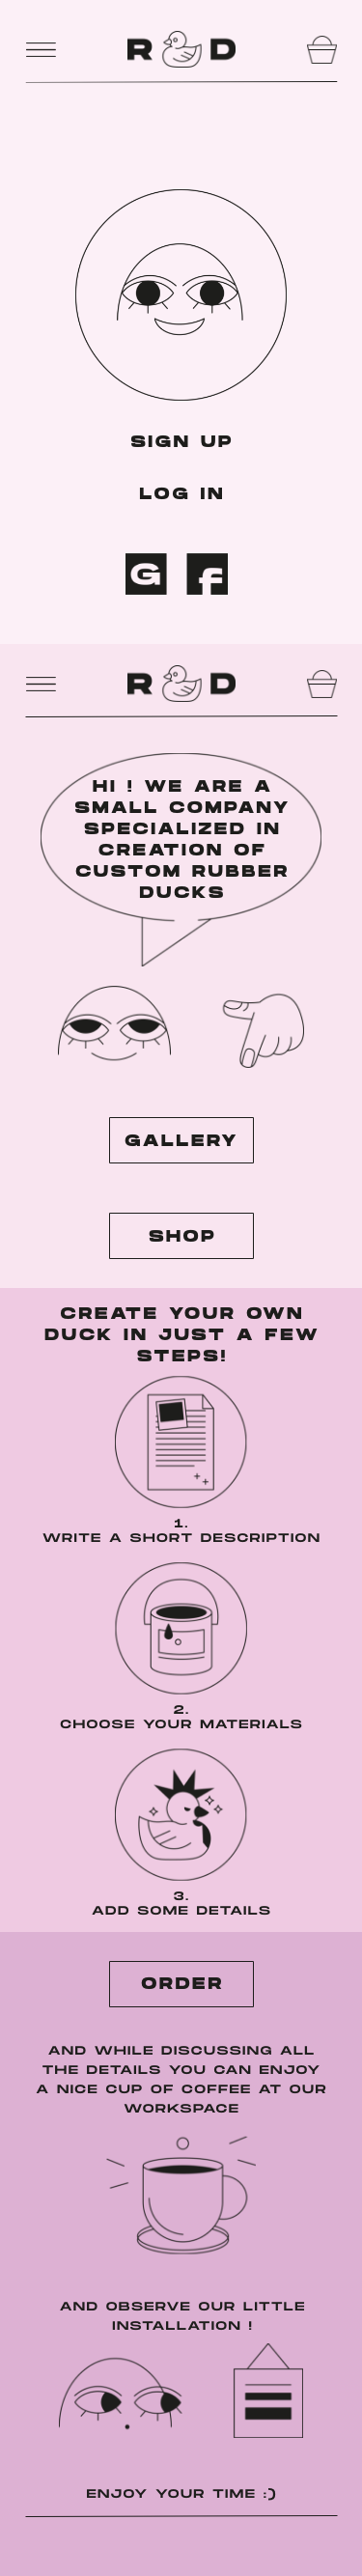 R D
SIGN UP
LOG IN
G f
R D
HI ! WE ARE A
SMALL COMPANY
SPECIALIZED IN
CREATION OF
CUSTOM RUBBER
DUCKS
GALLERY
SHOP
CREATE YOUR OWN
DUCK IN JUST A FEW
STEPS!
1.
WRITE A SHORT DESCRIPTION
2.
CHOOSE YOUR MATERIALS
3.
ADD SOME DETAILS
ORDER
AND WHILE DISCUSSING ALL
THE DETAILS YOU CAN ENJOY
A NICE CUP OF COFFEE AT OUR
WORKSPACE
AND OBSERVE OUR LITTLE
INSTALLATION !
ENJOY YOUR TIME :)